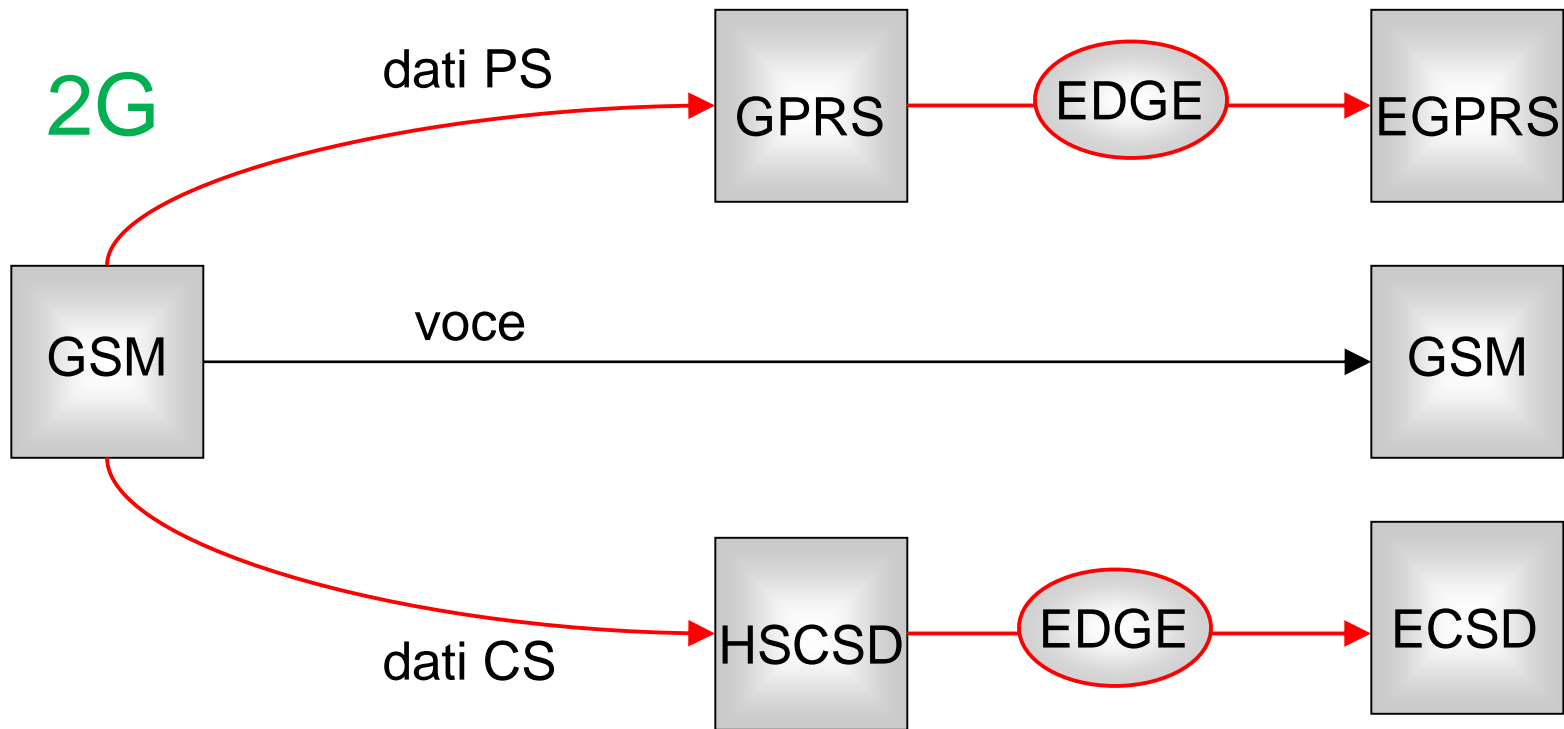 2G
dati PS
GPRS
EDGE
EGPRS
GSM
voce
GSM
dati CS
HSCSD
EDGE
ECSD